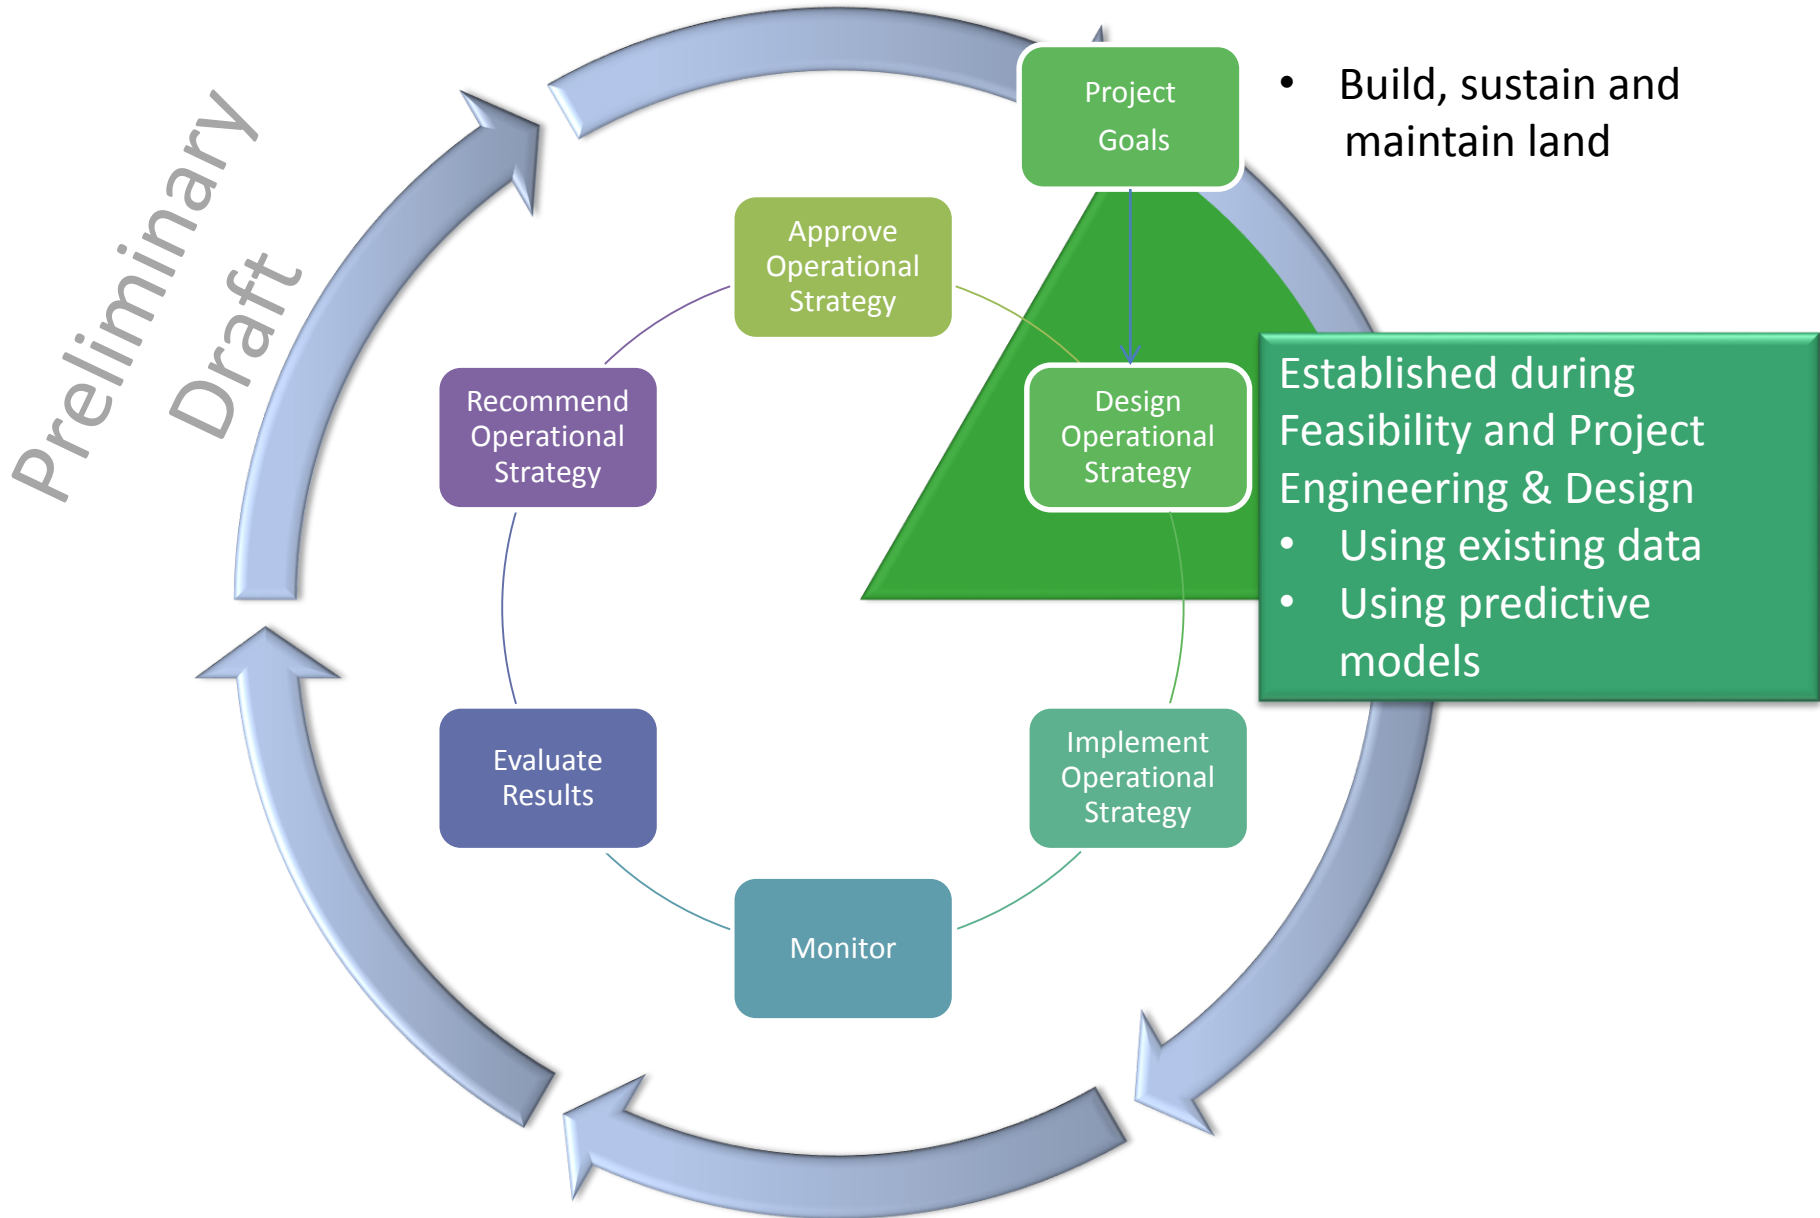 Preliminary
Draft
Project
Goals
• Build, sustain and
maintain land
Approve
Operational
Strategy
Recommend
Operational
Strategy
Design
Operational
Strategy
Established during
Feasibility and Project
Engineering & Design
• Using existing data
• Using predictive
models
Evaluate
Results
Implement
Operational
Strategy
Monitor